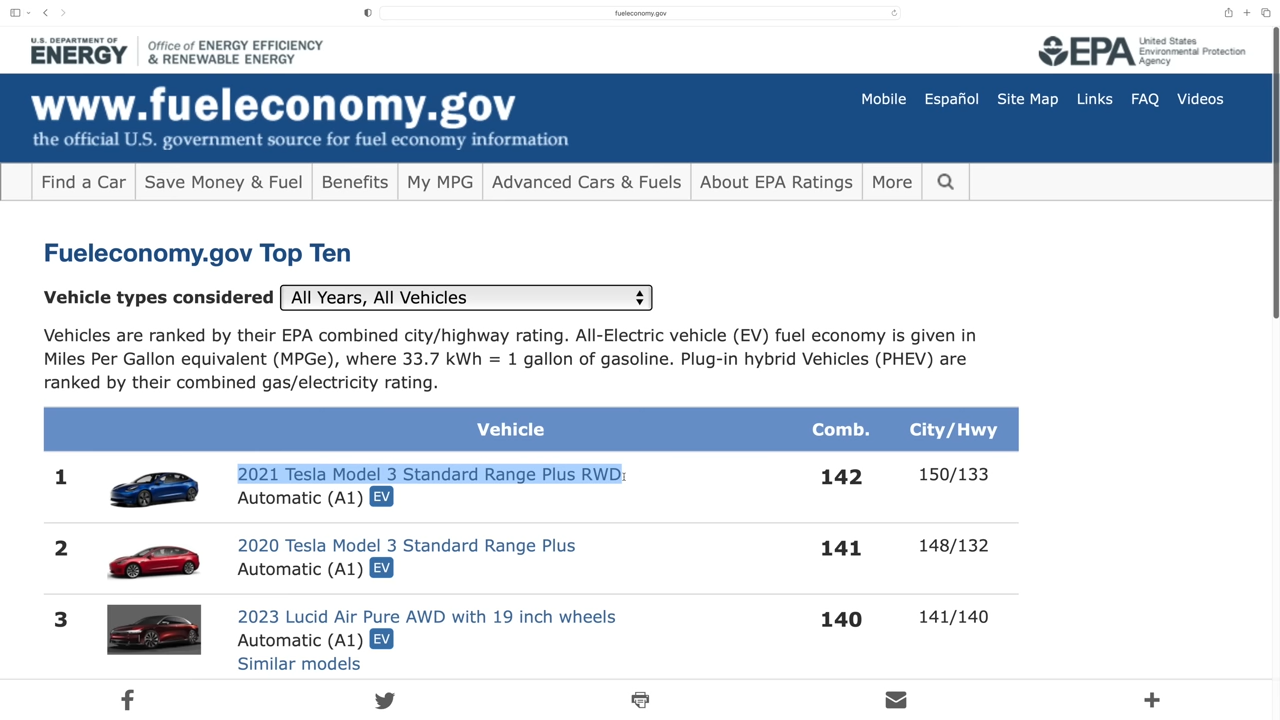 fueleconomy.gov
U.S. DEPARTMENT OF
ENERGY
Office of ENERGY EFFICIENCY
& RENEWABLE ENERGY
EPA
United States
Environmental Protection
Agency
www.fueleconomy.gov
the official U.S. government source for fuel economy information
Mobile Español Site Map Links FAQ Videos
Find a Car Save Money & Fuel Benefits My MPG Advanced Cars & Fuels About EPA Ratings More
Fueleconomy.gov Top Ten
Vehicle types considered All Years, All Vehicles
Vehicles are ranked by their EPA combined city/highway rating. All-Electric vehicle (EV) fuel economy is given in
Miles Per Gallon equivalent (MPGe), where 33.7 kWh = 1 gallon of gasoline. Plug-in hybrid Vehicles (PHEV) are
ranked by their combined gas/electricity rating.
Vehicle Comb. City/Hwy
1 2021 Tesla Model 3 Standard Range Plus RWD 142 150/133
Automatic (A1) EV
2 2020 Tesla Model 3 Standard Range Plus 141 148/132
Automatic (A1) EV
3 2023 Lucid Air Pure AWD with 19 inch wheels 140 141/140
Automatic (A1) EV
Similar models